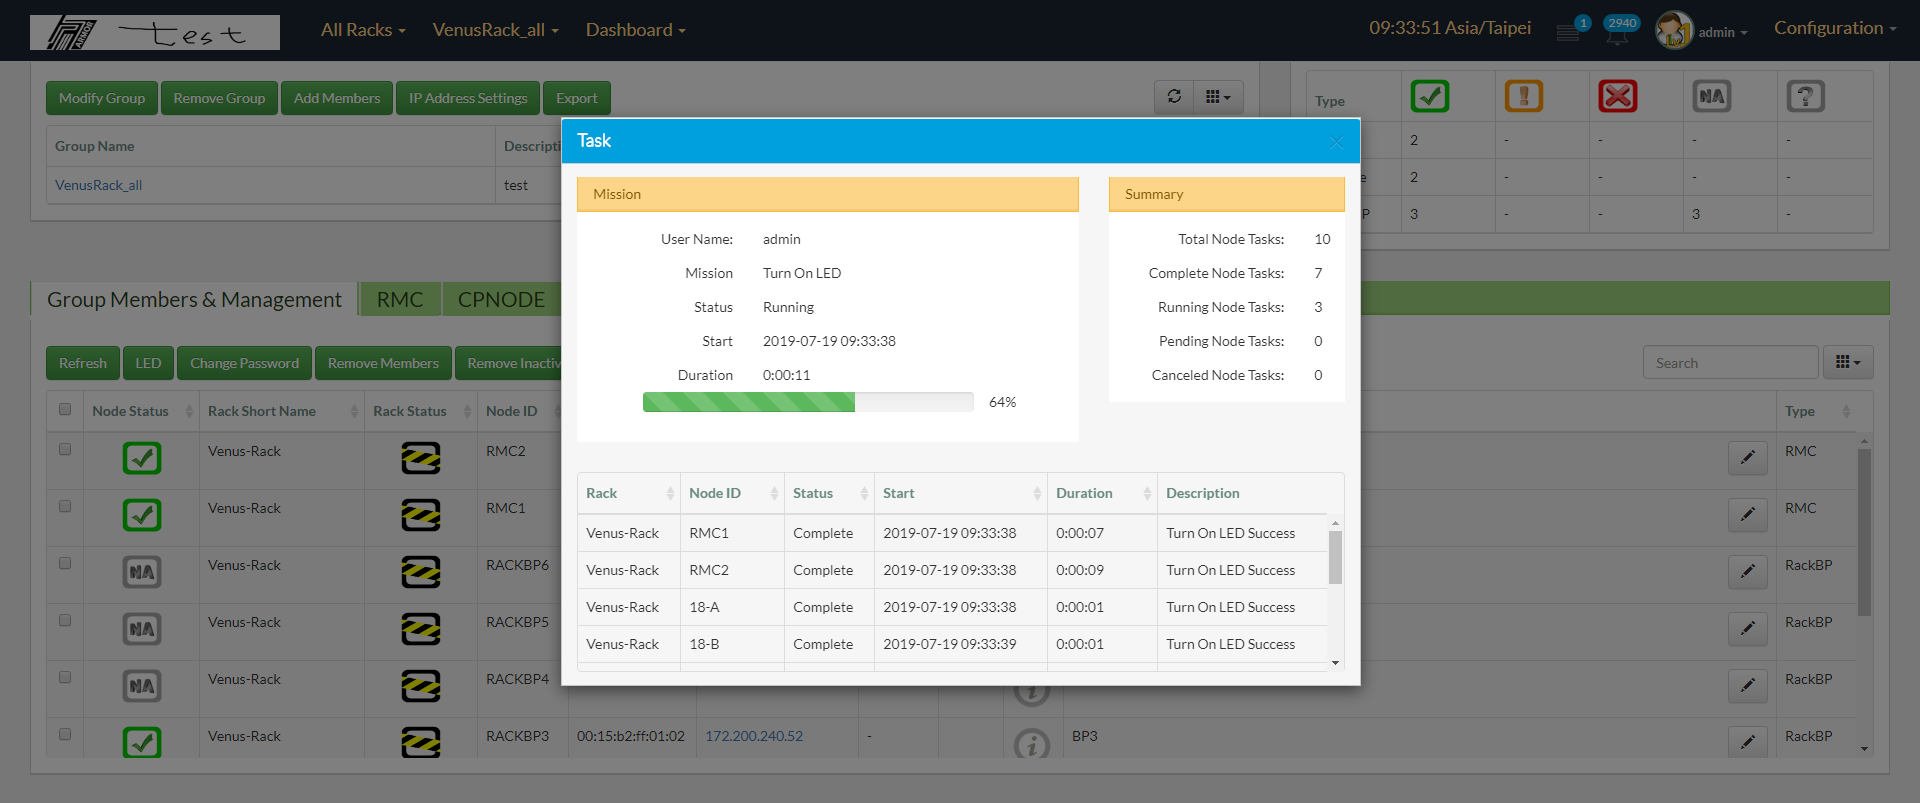 ARMOR test All Racks VenusRack_all Dashboard 09:33:51 Asia/Taipei 1 2940 admin Configuration
Modify Group Remove Group Add Members IP Address Settings Export
Group Name
VenusRack_all test
Type NA ?
2 - - - -
2 - - - -
3 - - 3 -
Task
Mission
User Name: admin
Mission Turn On LED
Status Running
Start 2019-07-19 09:33:38
Duration 0:00:11
64%
Summary
Total Node Tasks: 10
Complete Node Tasks: 7
Running Node Tasks: 3
Pending Node Tasks: 0
Canceled Node Tasks: 0
Rack Node ID Status Start Duration Description
Venus-Rack RMC1 Complete 2019-07-19 09:33:38 0:00:07 Turn On LED Success
Venus-Rack RMC2 Complete 2019-07-19 09:33:38 0:00:09 Turn On LED Success
Venus-Rack 18-A Complete 2019-07-19 09:33:38 0:00:01 Turn On LED Success
Venus-Rack 18-B Complete 2019-07-19 09:33:39 0:00:01 Turn On LED Success
Group Members & Management RMC CPNODE
Refresh LED Change Password Remove Members Remove Inactiv Search
Node Status Rack Short Name Rack Status Node ID Type
Venus-Rack RMC2 RMC
Venus-Rack RMC1 RMC
NA Venus-Rack RACKBP6 RackBP
NA Venus-Rack RACKBP5 RackBP
NA Venus-Rack RACKBP4 RackBP
Venus-Rack RACKBP3 00:15:b2:ff:01:02 172.200.240.52 - BP3 RackBP